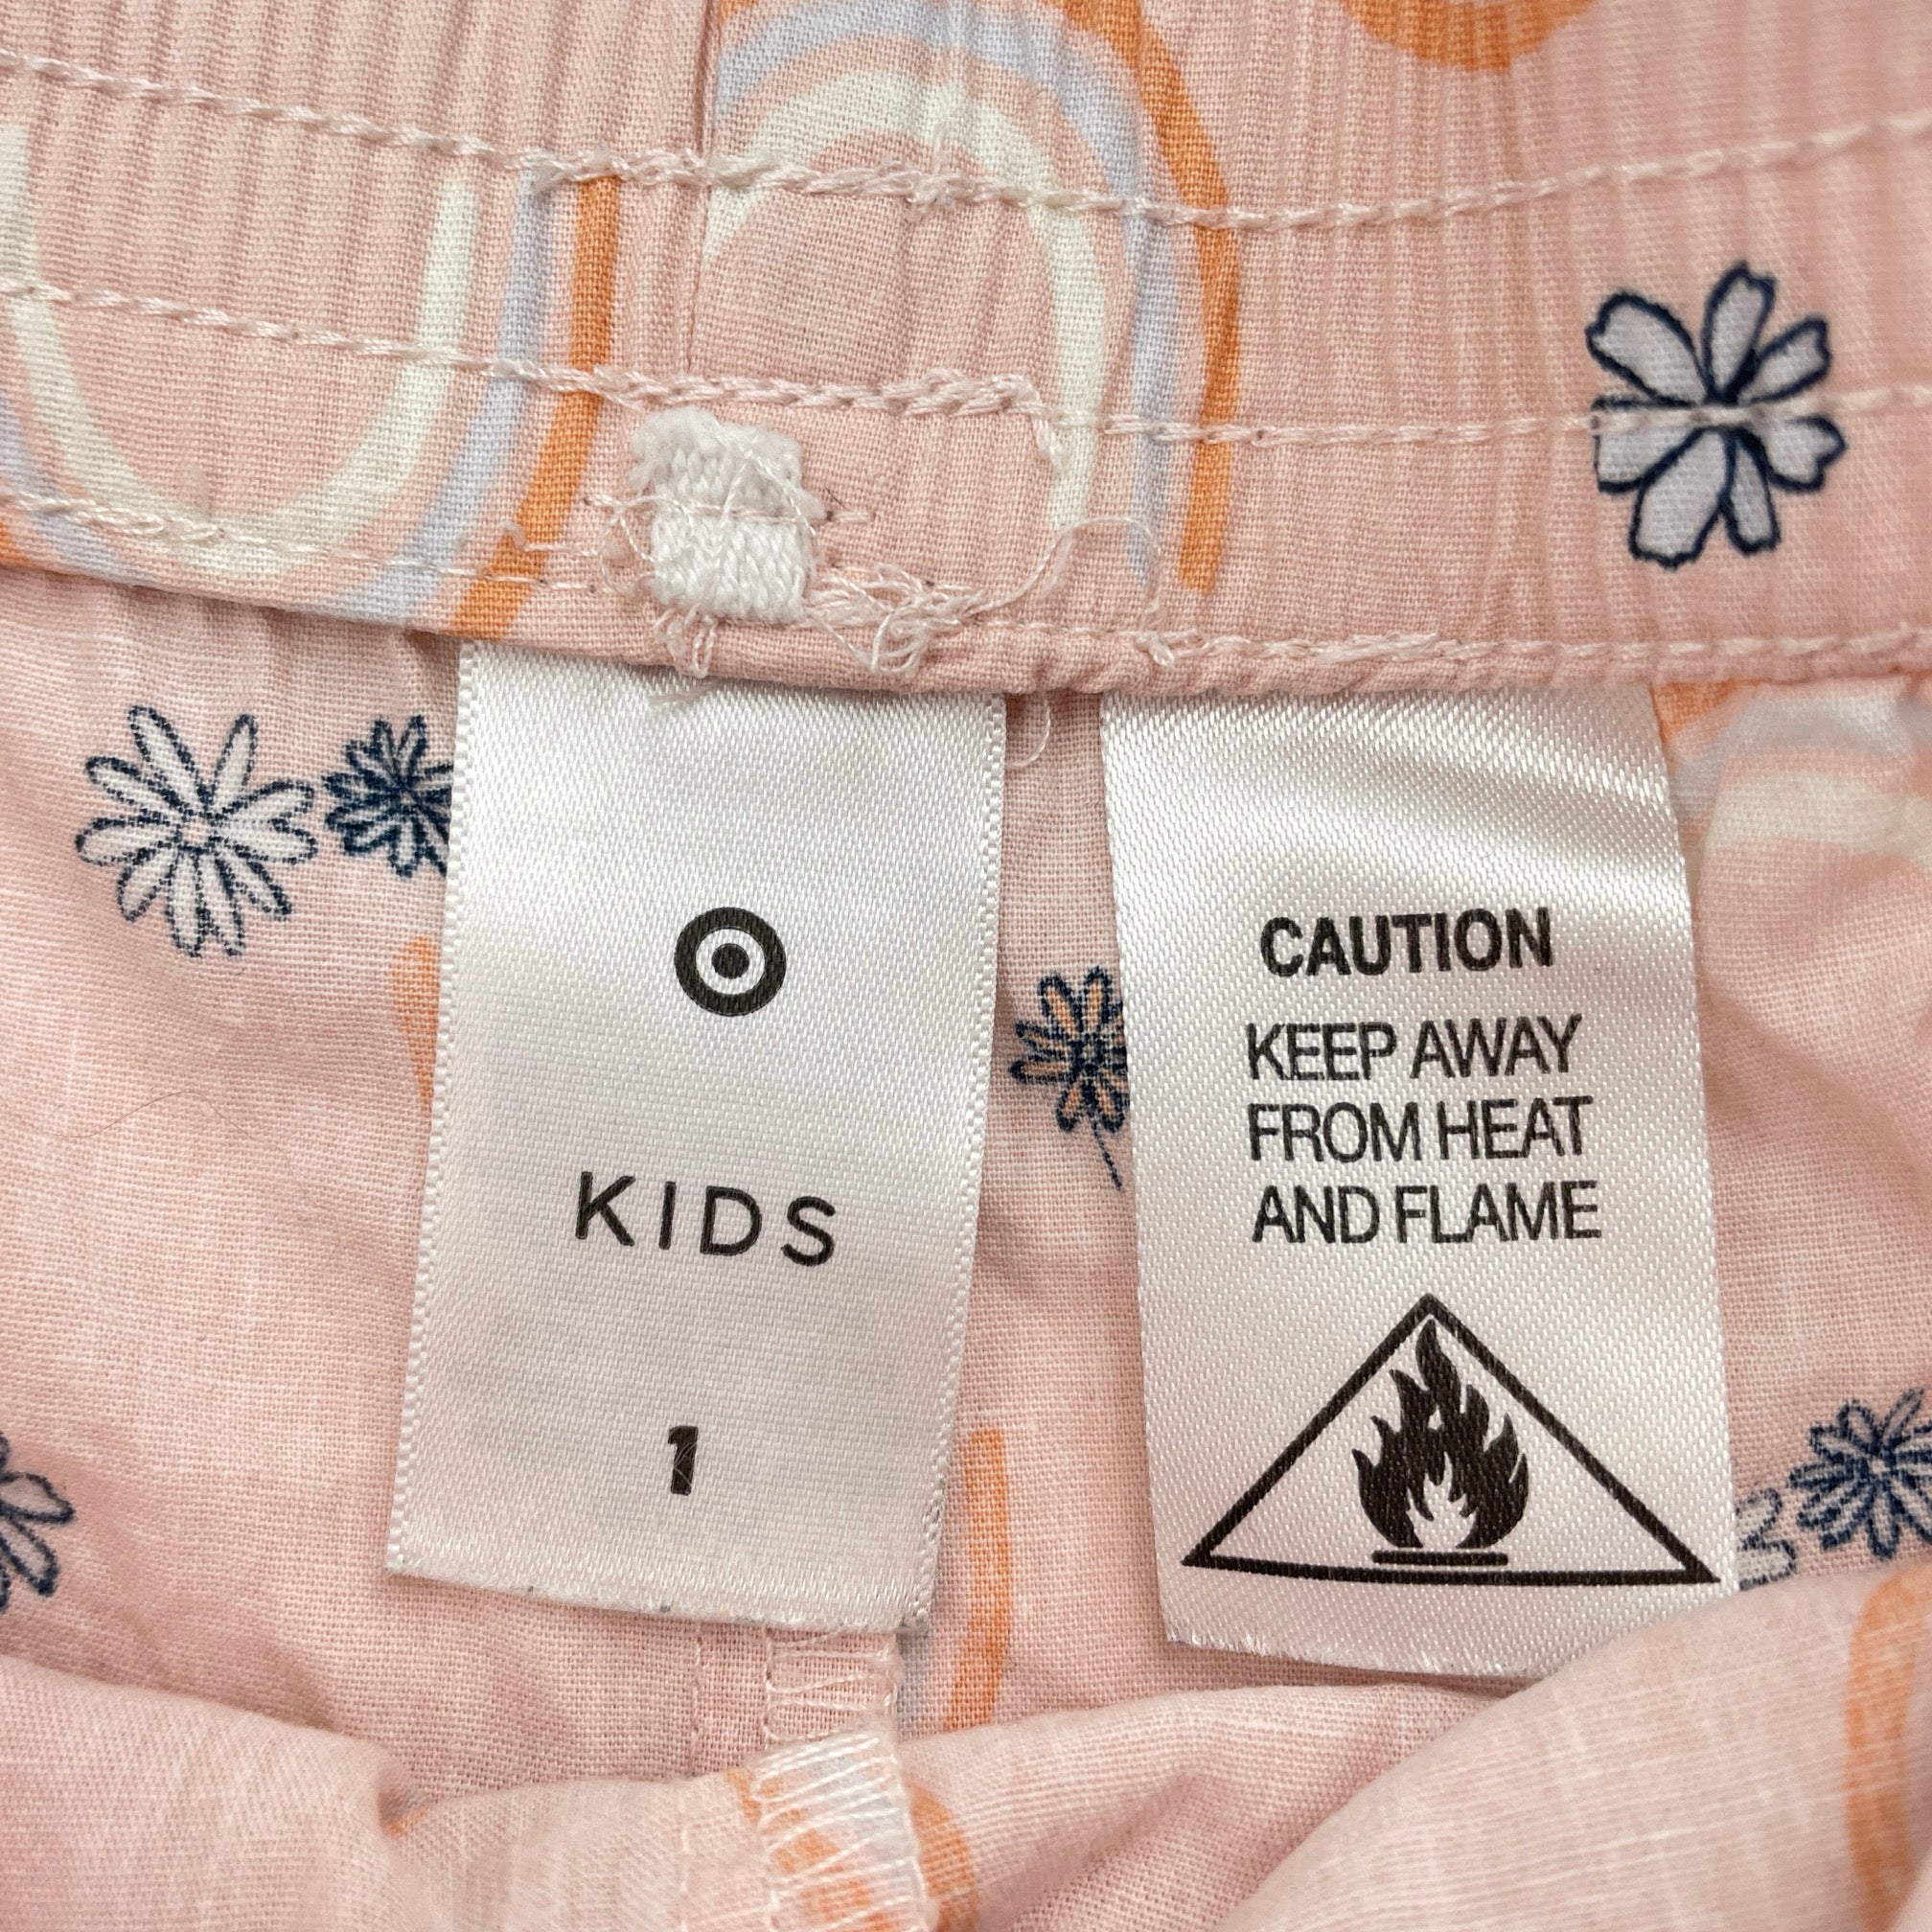 KIDS
1
CAUTION
KEEP AWAY
FROM HEAT
AND FLAME